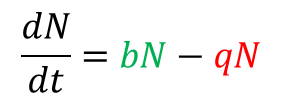 dN/dt = bN − qN